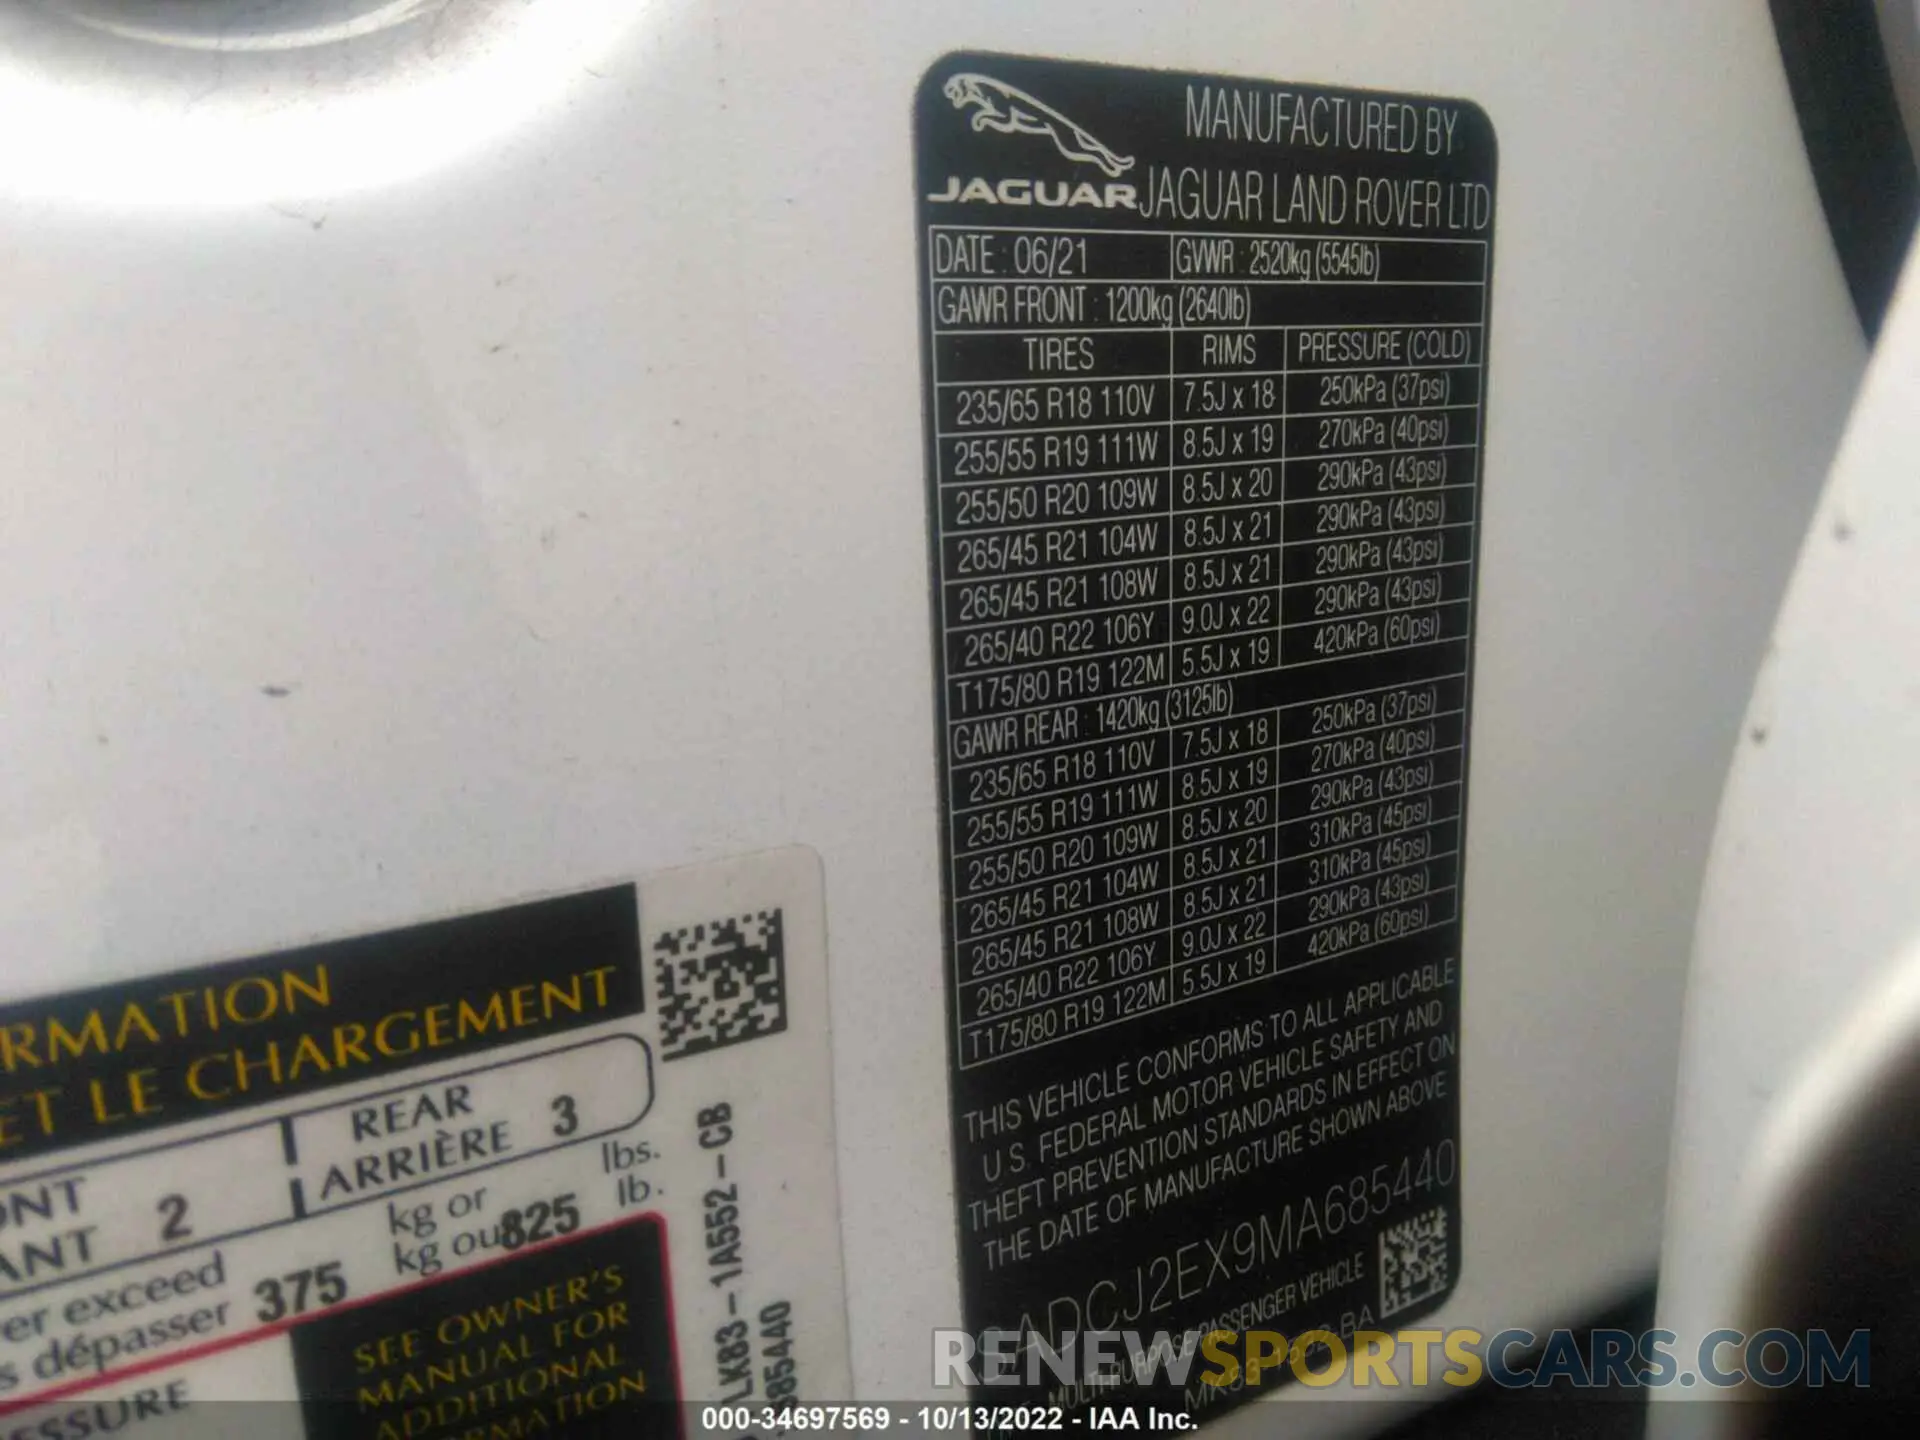 JAGUAR
MANUFACTURED BY
JAGUAR LAND ROVER LTD
DATE : 06/21 GVWR : 2520kg (5545lb)
GAWR FRONT : 1200kg (2640lb)
TIRES RIMS PRESSURE (COLD)
235/65 R18 110V 7.5J x 18 250kPa (37psi)
255/55 R19 111W 8.5J x 19 270kPa (40psi)
255/50 R20 109W 8.5J x 20 290kPa (43psi)
265/45 R21 104W 8.5J x 21 290kPa (43psi)
265/45 R21 108W 8.5J x 21 290kPa (43psi)
265/40 R22 106Y 9.0J x 22 290kPa (43psi)
T175/80 R19 122M 5.5J x 19 420kPa (60psi)
GAWR REAR : 1420kg (3125lb)
235/65 R18 110V 7.5J x 18 250kPa (37psi)
255/55 R19 111W 8.5J x 19 270kPa (40psi)
255/50 R20 109W 8.5J x 20 290kPa (43psi)
265/45 R21 104W 8.5J x 21 310kPa (45psi)
265/45 R21 108W 8.5J x 21 310kPa (45psi)
265/40 R22 106Y 9.0J x 22 290kPa (43psi)
T175/80 R19 122M 5.5J x 19 420kPa (60psi)
THIS VEHICLE CONFORMS TO ALL APPLICABLE
U.S. FEDERAL MOTOR VEHICLE SAFETY AND
THEFT PREVENTION STANDARDS IN EFFECT ON
THE DATE OF MANUFACTURE SHOWN ABOVE
ADCJ2EX9MA685440
MULTIPURPOSE PASSENGER VEHICLE
RMATION
ET LE CHARGEMENT
ONT
ANT 2
REAR
ARRIÈRE 3
er exceed
s dépasser 375 kg or
kg ou 825 lbs.
lb.
ESSURE
SEE OWNER'S
MANUAL FOR
ADDITIONAL
LK83-1A552-CB
685440
RENEWSPORTSCARS.COM
000-34697569 - 10/13/2022 - IAA Inc.